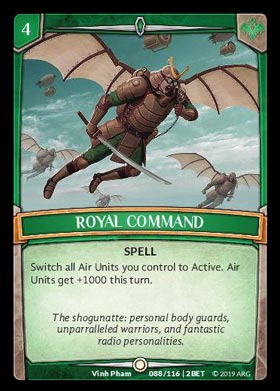 4
ROYAL COMMAND
SPELL
Switch all Air Units you control to Active. Air
Units get +1000 this turn.
The shogunatte: personal body guards,
unparalleled warriors, and fantastic
radio personalities.
Vinh Pham 088/116 | 2BET © 2019 ARG